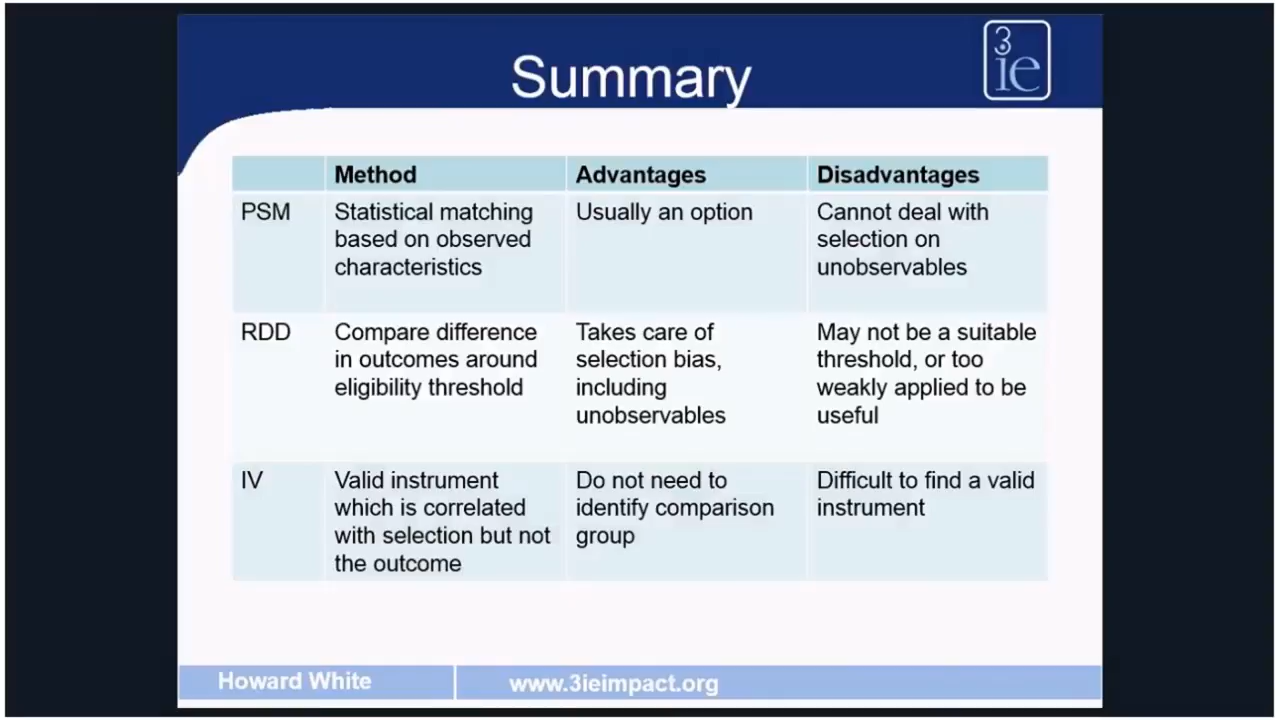 Summary
3
ie
Method
Advantages
Disadvantages
PSM
Statistical matching
based on observed
characteristics
Usually an option
Cannot deal with
selection on
unobservables
RDD
Compare difference
in outcomes around
eligibility threshold
Takes care of
selection bias,
including
unobservables
May not be a suitable
threshold, or too
weakly applied to be
useful
IV
Valid instrument
which is correlated
with selection but not
the outcome
Do not need to
identify comparison
group
Difficult to find a valid
instrument
Howard White
www.3ieimpact.org